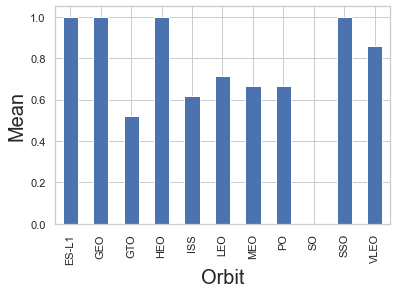 1.0
0.8
0.6
0.4
0.2
0.0
Mean
ES-L1
GEO
GTO
HEO
ISS
LEO
MEO
PO
SO
SSO
VLEO
Orbit